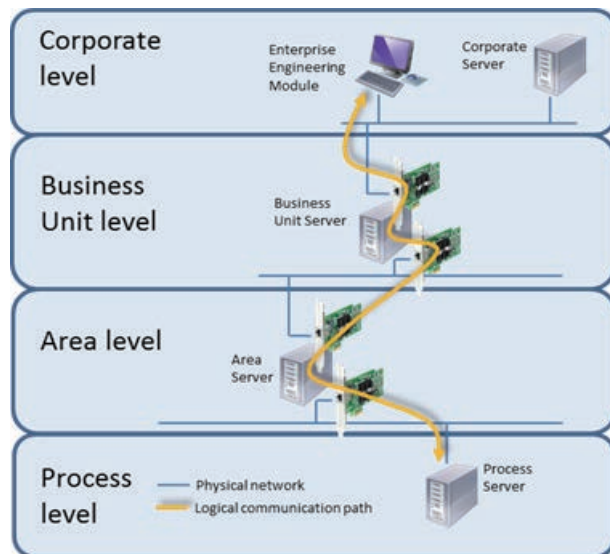 Corporate
level
Enterprise
Engineering
Module
Corporate
Server
Business
Unit level
Business
Unit Server
Area level
Area
Server
Process
level
Physical network
Logical communication path
Process
Server